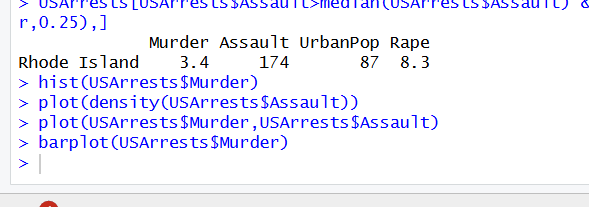 > USArrests[USArrests$Assault>median(USArrests$Assault) &
r,0.25),]
Murder Assault UrbanPop Rape
Rhode Island 3.4 174 87 8.3
> hist(USArrests$Murder)
> plot(density(USArrests$Assault))
> plot(USArrests$Murder,USArrests$Assault)
> barplot(USArrests$Murder)
>